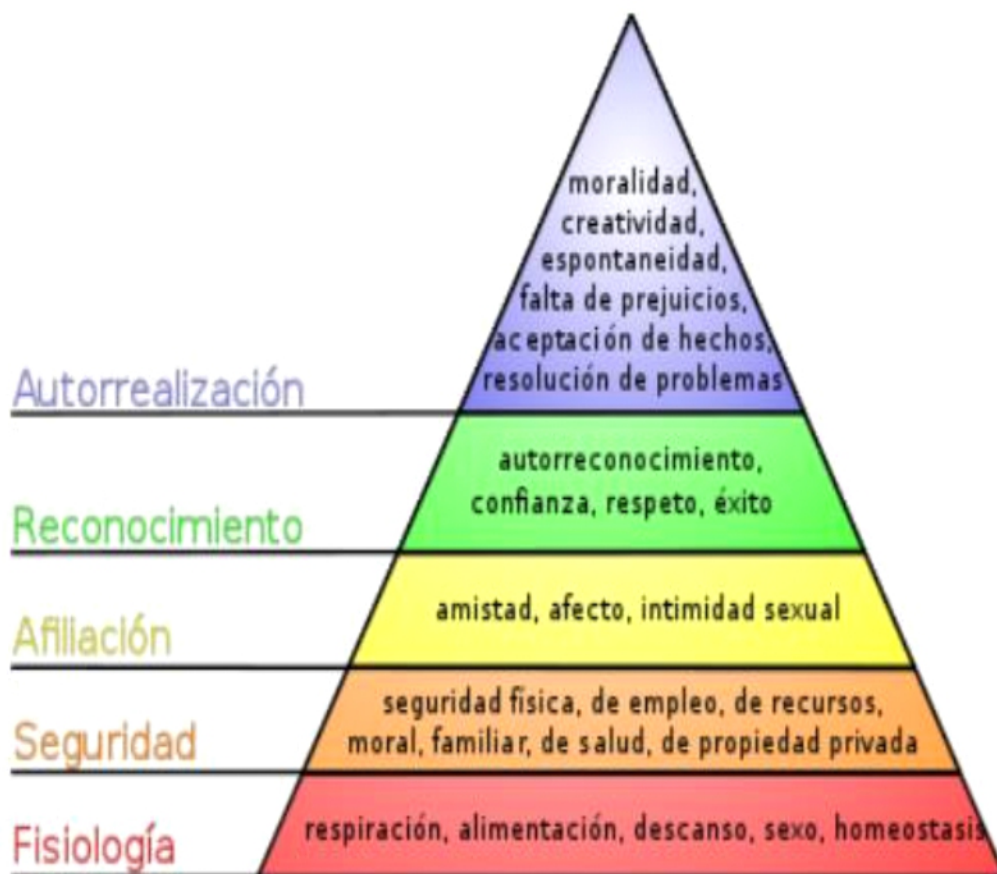 moralidad,
creatividad,
espontaneidad,
falta de prejuicios,
aceptación de hechos,
resolución de problemas
Autorrealización
autorreconocimiento,
confianza, respeto, éxito
Reconocimiento
amistad, afecto, intimidad sexual
Afiliación
seguridad física, de empleo, de recursos,
moral, familiar, de salud, de propiedad privada
Seguridad
respiración, alimentación, descanso, sexo, homeostasis
Fisiología